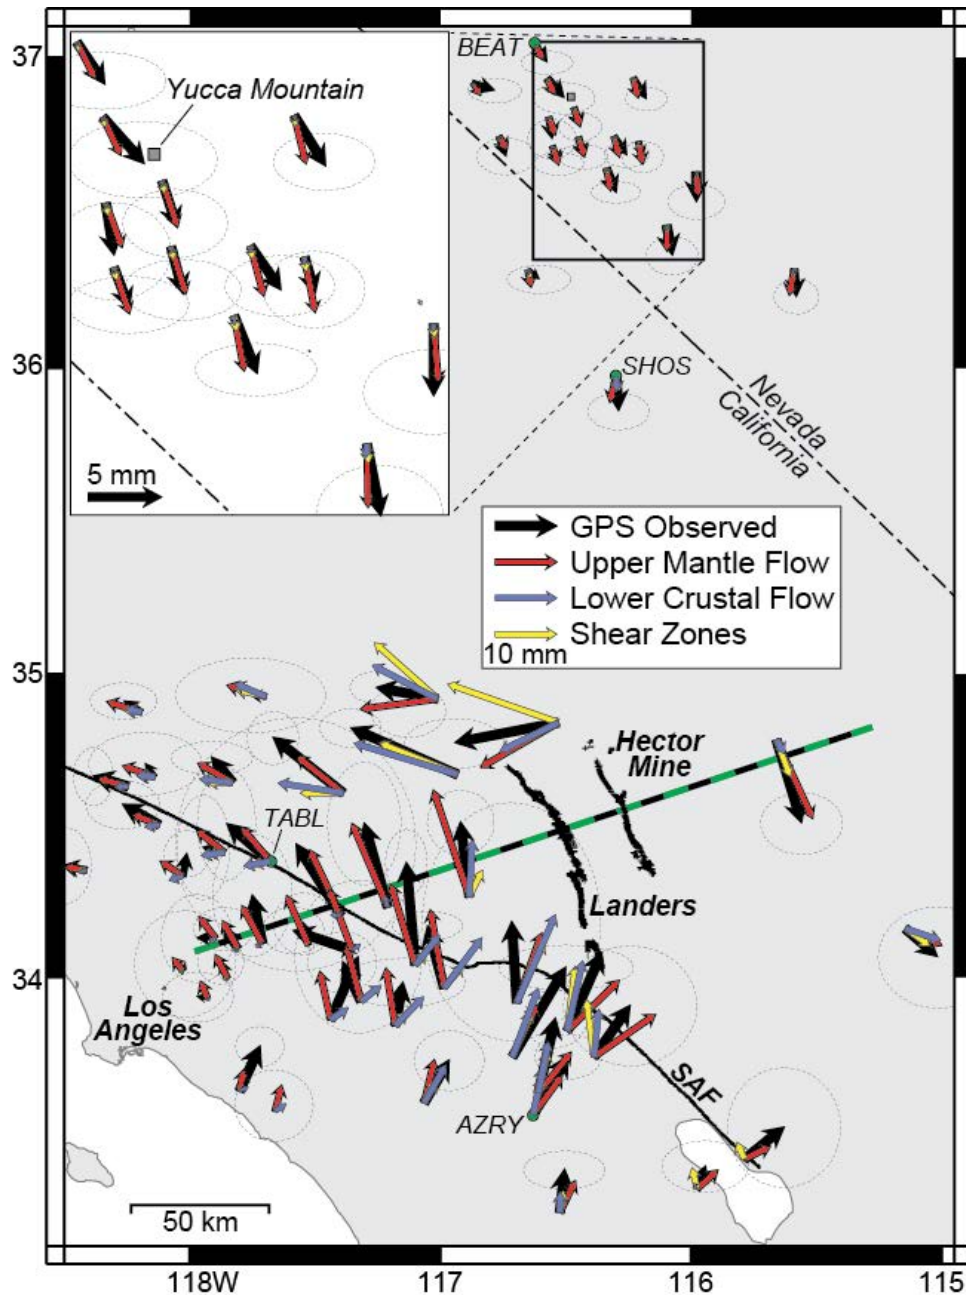 37
36
35
34
BEAT
Yucca Mountain
5 mm
SHOS
Nevada
California
GPS Observed
Upper Mantle Flow
Lower Crustal Flow
Shear Zones
10 mm
Hector
Mine
TABL
Landers
Los
Angeles
SAF
AZRY
50 km
118W
117
116
115